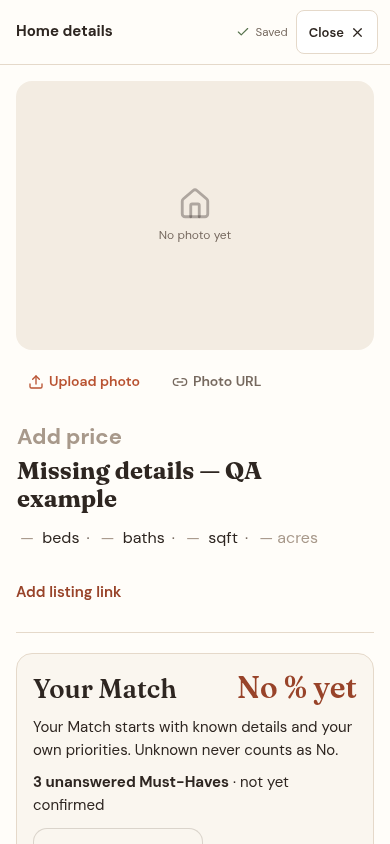 Home details
Saved
Close
No photo yet
Upload photo
Photo URL
Add price
Missing details — QA
example
— beds · — baths · — sqft · — acres
Add listing link
Your Match
No % yet
Your Match starts with known details and your
own priorities. Unknown never counts as No.
3 unanswered Must-Haves · not yet
confirmed